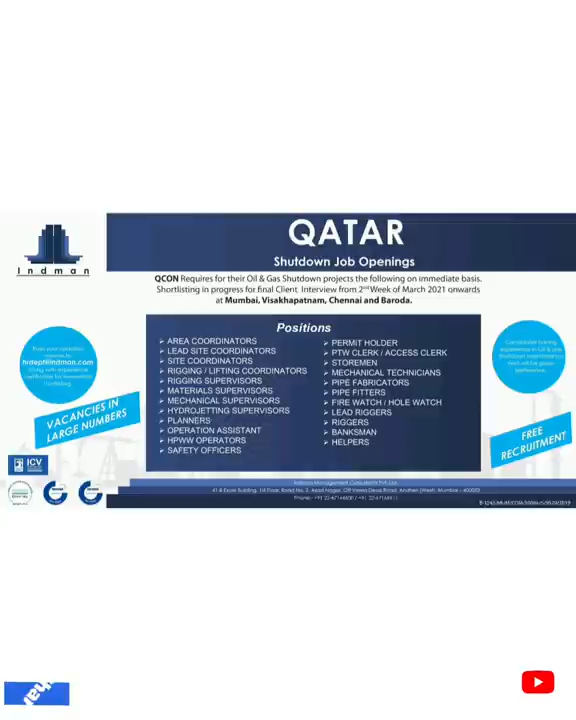 Indman
QATAR
Shutdown Job Openings
QCON Requires for their Oil & Gas Shutdown projects the following on immediate basis.
Shortlisting in progress for final Client Interview from 2nd Week of March 2021 onwards
at Mumbai, Visakhapatnam, Chennai and Baroda.
Positions
➢ AREA COORDINATORS
➢ LEAD SITE COORDINATORS
➢ SITE COORDINATORS
➢ RIGGING / LIFTING COORDINATORS
➢ RIGGING SUPERVISORS
➢ MATERIALS SUPERVISORS
➢ MECHANICAL SUPERVISORS
➢ HYDROJETTING SUPERVISORS
➢ PLANNERS
➢ OPERATION ASSISTANT
➢ HPWW OPERATORS
➢ SAFETY OFFICERS
➢ PERMIT HOLDER
➢ PTW CLERK / ACCESS CLERK
➢ STOREMEN
➢ MECHANICAL TECHNICIANS
➢ PIPE FABRICATORS
➢ PIPE FITTERS
➢ FIRE WATCH / HOLE WATCH
➢ LEAD RIGGERS
➢ RIGGERS
➢ BANKSMAN
➢ HELPERS
hrdept@indman.com
VACANCIES IN
LARGE NUMBERS
FREE
RECRUITMENT
ICV
Indman Management Consultants Pvt Ltd